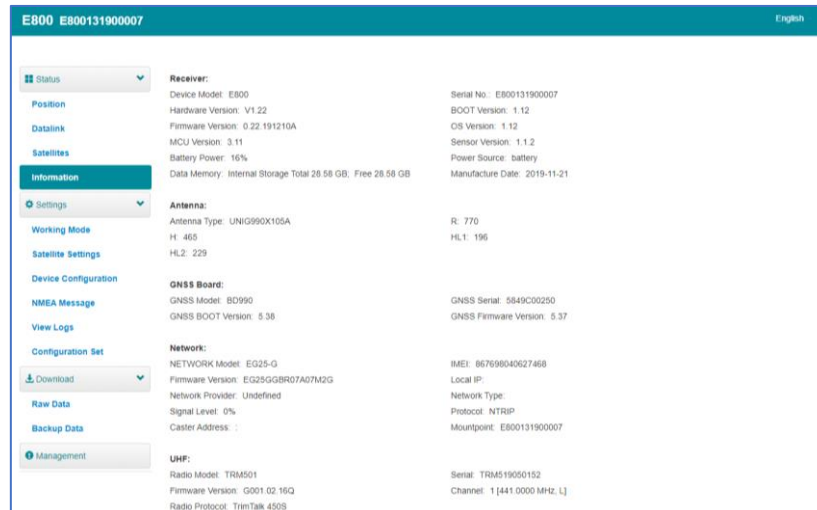 E800 E800131900007
English
Status
Position
Datalink
Satellites
Information
Settings
Working Mode
Satellite Settings
Device Configuration
NMEA Message
View Logs
Configuration Set
Download
Raw Data
Backup Data
Management
Receiver:
Device Model: E800
Serial No.: E800131900007
Hardware Version: V1.22
BOOT Version: 1.12
Firmware Version: 0.22.191210A
OS Version: 1.12
MCU Version: 3.11
Sensor Version: 1.1.2
Battery Power: 16%
Power Source: battery
Data Memory: Internal Storage Total 28.58 GB; Free 28.58 GB
Manufacture Date: 2019-11-21
Antenna:
Antenna Type: UNIG990X105A
R: 770
H: 465
HL1: 196
HL2: 229
GNSS Board:
GNSS Model: BD990
GNSS Serial: 5849C00250
GNSS BOOT Version: 5.38
GNSS Firmware Version: 5.37
Network:
NETWORK Model: EG25-G
IMEI: 867698040627468
Firmware Version: EG25GGBR07A07M2G
Local IP:
Network Provider: Undefined
Network Type:
Signal Level: 0%
Protocol: NTRIP
Caster Address: :
Mountpoint: E800131900007
UHF:
Radio Model: TRM501
Serial: TRM519050152
Firmware Version: G001.02.16Q
Channel: 1 [441.0000 MHz, L]
Radio Protocol: TrimTalk 450S